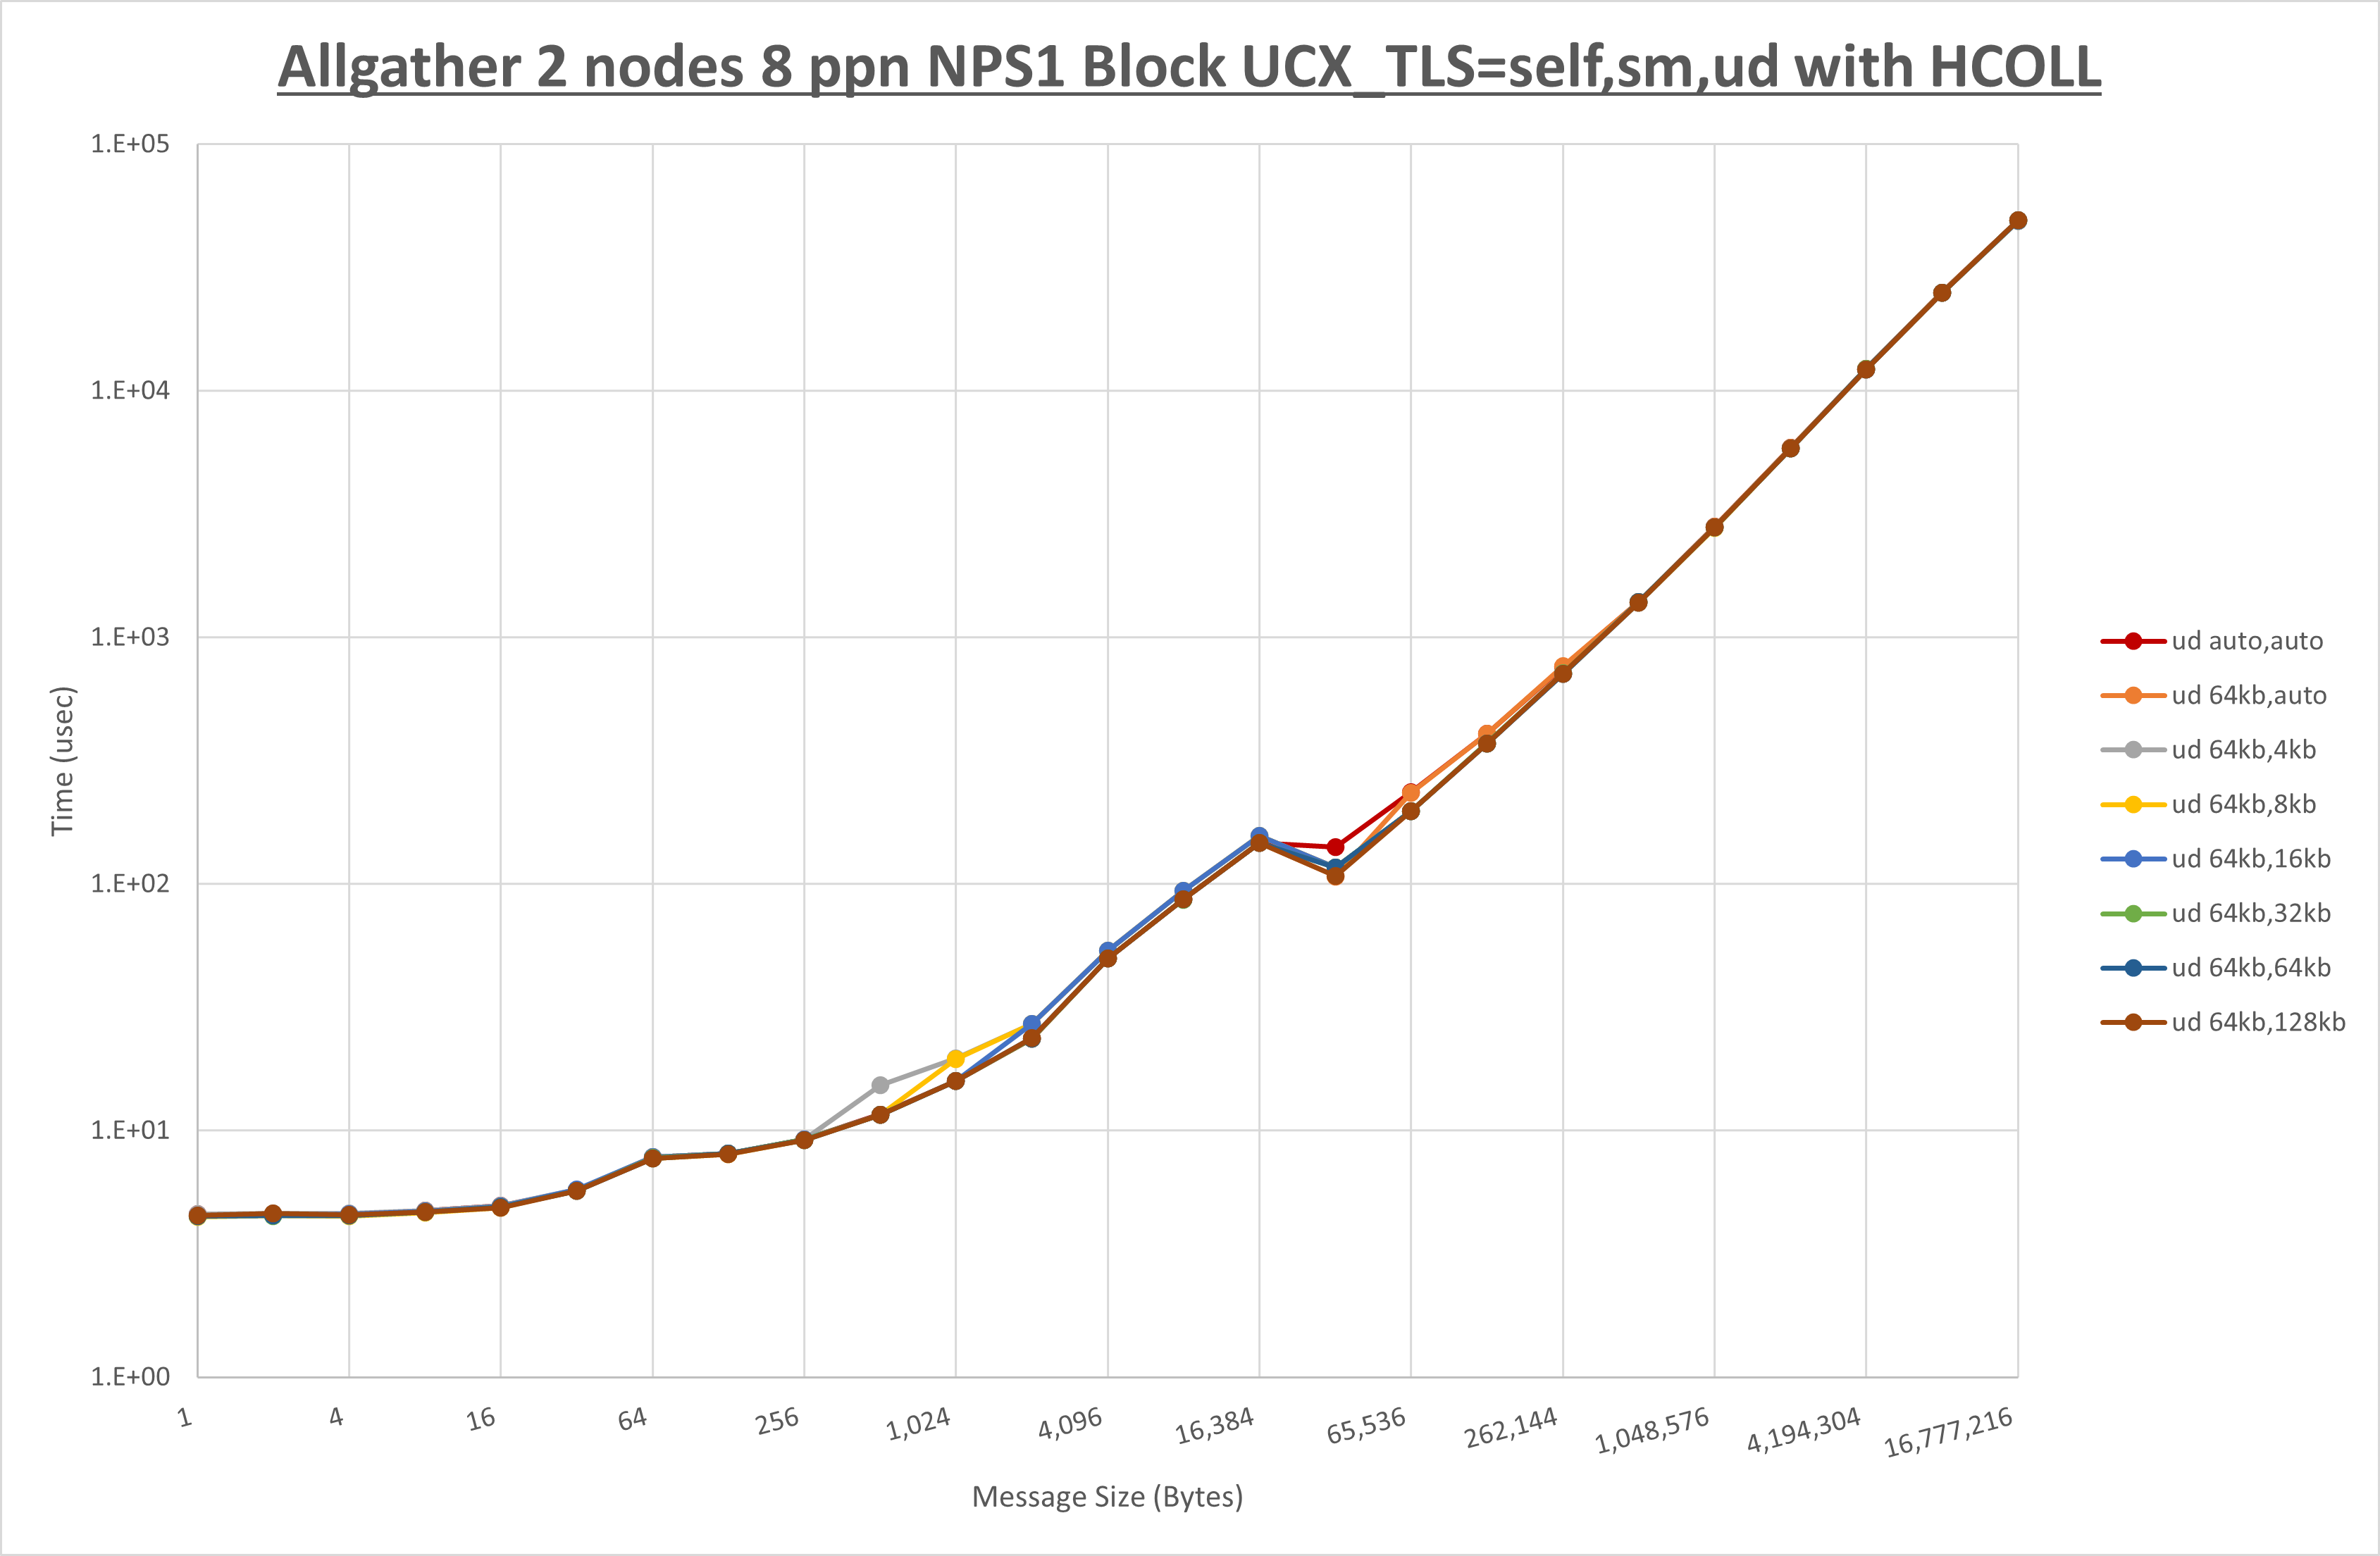 Allgather 2 nodes 8 ppn NPS1 Block UCX_TLS=self,sm,ud with HCOLL
1.E+05
1.E+04
1.E+03
1.E+02
1.E+01
1.E+00
Time (usec)
1
4
16
64
256
1,024
4,096
16,384
65,536
262,144
1,048,576
4,194,304
16,777,216
Message Size (Bytes)
ud auto,auto
ud 64kb,auto
ud 64kb,4kb
ud 64kb,8kb
ud 64kb,16kb
ud 64kb,32kb
ud 64kb,64kb
ud 64kb,128kb